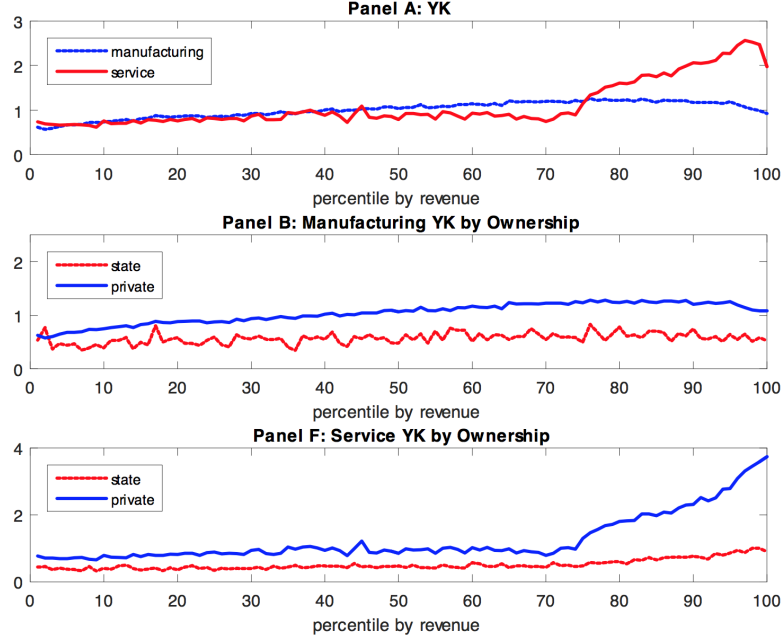 Panel A: YK
3
2
1
0
manufacturing
service
0 10 20 30 40 50 60 70 80 90 100
percentile by revenue
Panel B: Manufacturing YK by Ownership
2
1
0
state
private
0 10 20 30 40 50 60 70 80 90 100
percentile by revenue
Panel F: Service YK by Ownership
4
2
0
state
private
0 10 20 30 40 50 60 70 80 90 100
percentile by revenue